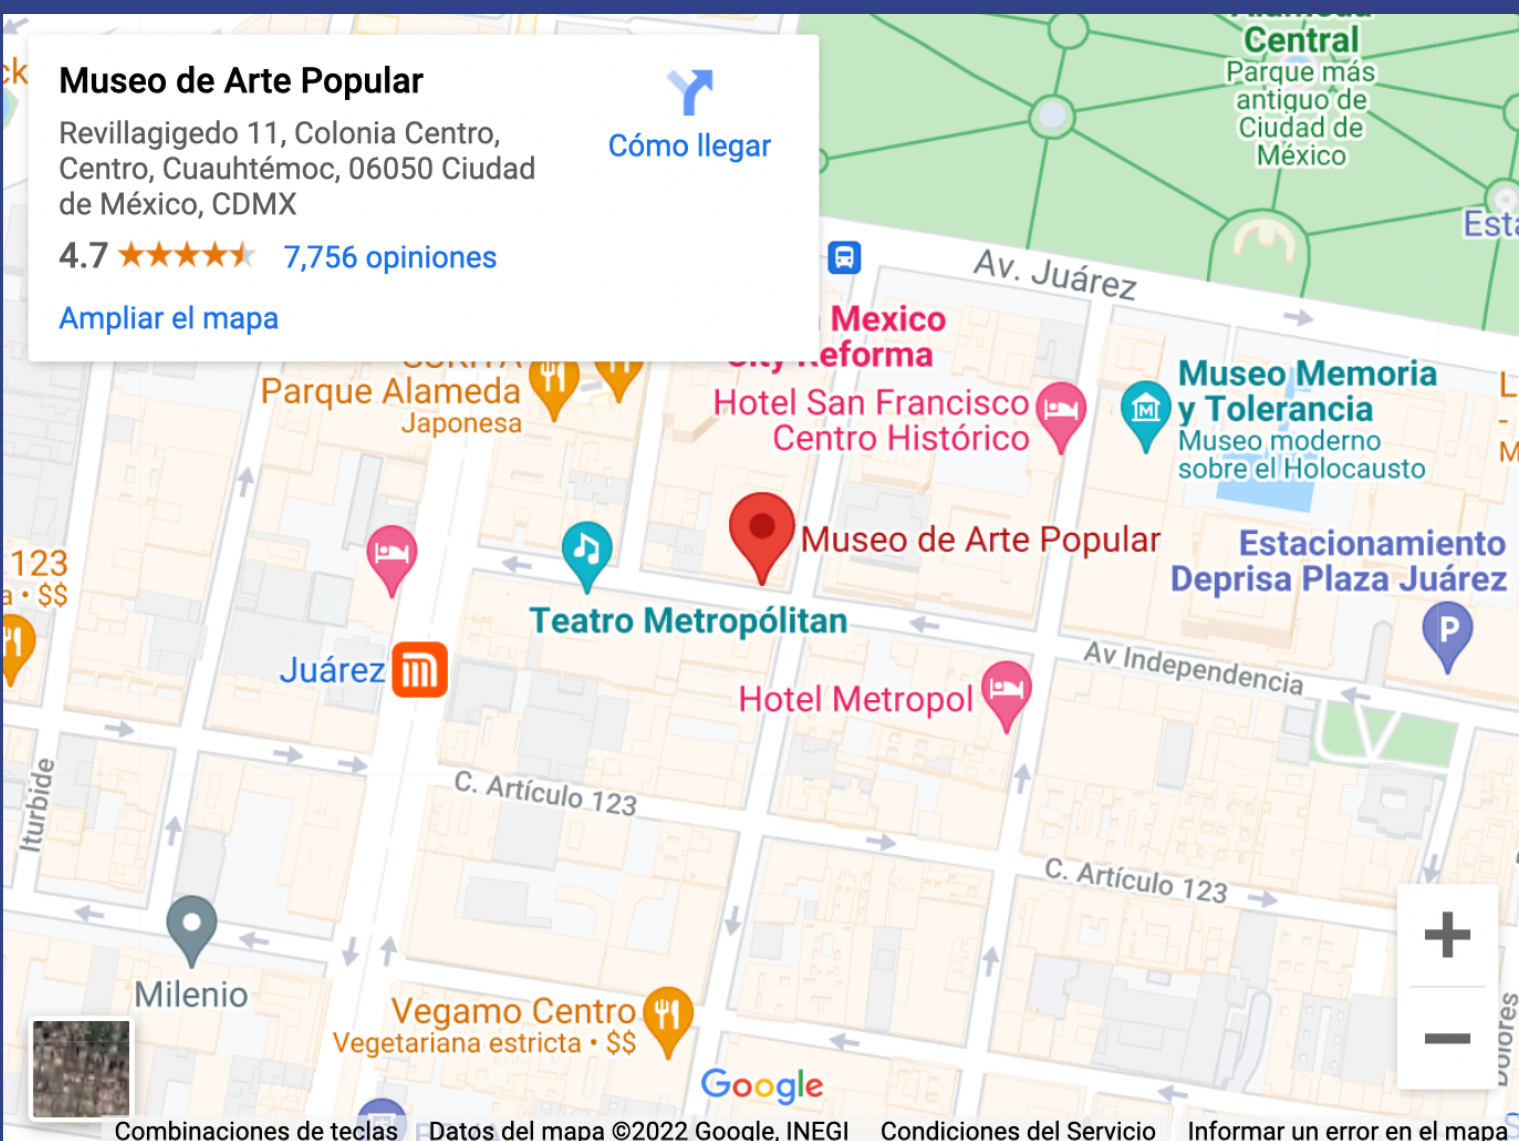 Museo de Arte Popular
Revillagigedo 11, Colonia Centro,
Centro, Cuauhtémoc, 06050 Ciudad
de México, CDMX
4.7
7,756 opiniones
Ampliar el mapa
Cómo llegar
Central
Parque más
antiguo de
Ciudad de
México
Av. Juárez
Mexico
City Reforma
Parque Alameda
Japonesa
Hotel San Francisco
Centro Histórico
Museo Memoria
y Tolerancia
Museo moderno
sobre el Holocausto
Museo de Arte Popular
Estacionamiento
Deprisa Plaza Juárez
P
123
Teatro Metropólitan
Juárez
Hotel Metropol
Av Independencia
C. Artículo 123
Iturbide
C. Artículo 123
Milenio
Vegamo Centro
Vegetariana estricta • $$
Dolores
Google
Combinaciones de teclas
Datos del mapa ©2022 Google, INEGI
Condiciones del Servicio
Informar un error en el mapa